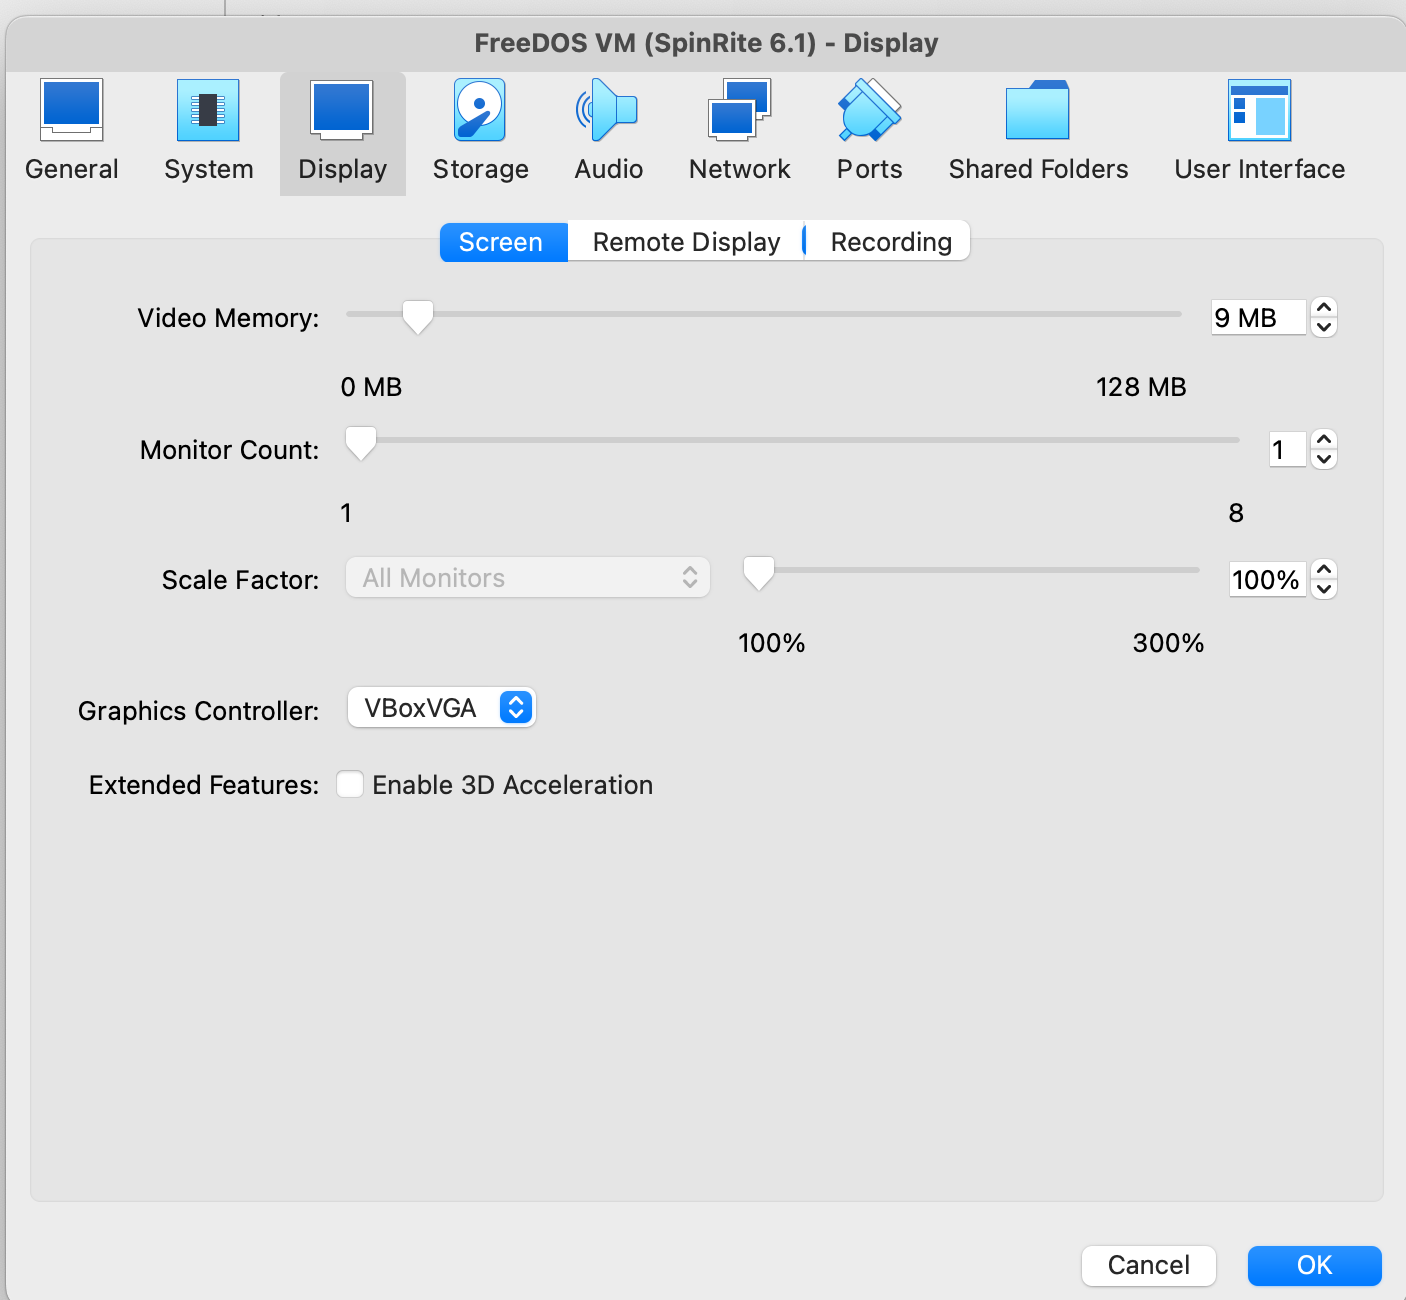 FreeDOS VM (SpinRite 6.1) - Display
General System Display Storage Audio Network Ports Shared Folders User Interface
Screen Remote Display Recording
Video Memory: 9 MB
0 MB 128 MB
Monitor Count: 1
1 8
Scale Factor: All Monitors 100%
100% 300%
Graphics Controller: VBoxVGA
Extended Features: Enable 3D Acceleration
Cancel OK